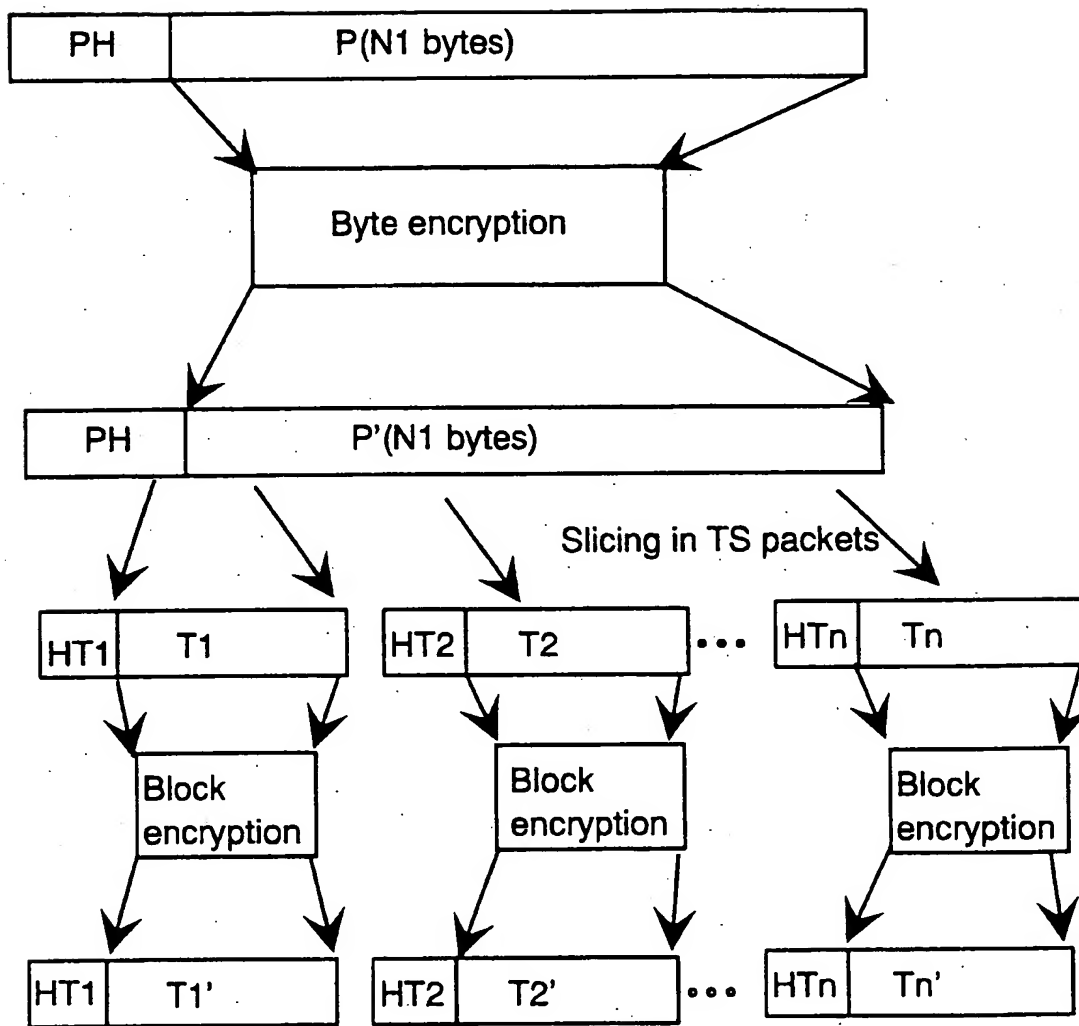 PH P(N1 bytes)
Byte encryption
PH P'(N1 bytes)
Slicing in TS packets
HT1 T1 HT2 T2 ••• HTn Tn
Block encryption Block encryption Block encryption
HT1 T1' HT2 T2' ••• HTn Tn'